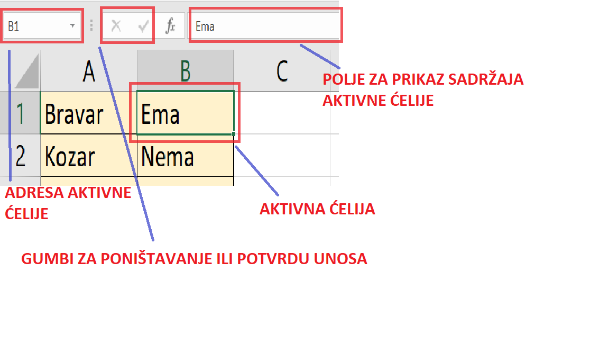 B1 fx Ema
A B C
POLJE ZA PRIKAZ SADRŽAJA
AKTIVNE ĆELIJE
1 Bravar Ema
2 Kozar Nema
ADRESA AKTIVNE
ĆELIJE
AKTIVNA ĆELIJA
GUMBI ZA PONIŠTAVANJE ILI POTVRDU UNOSA